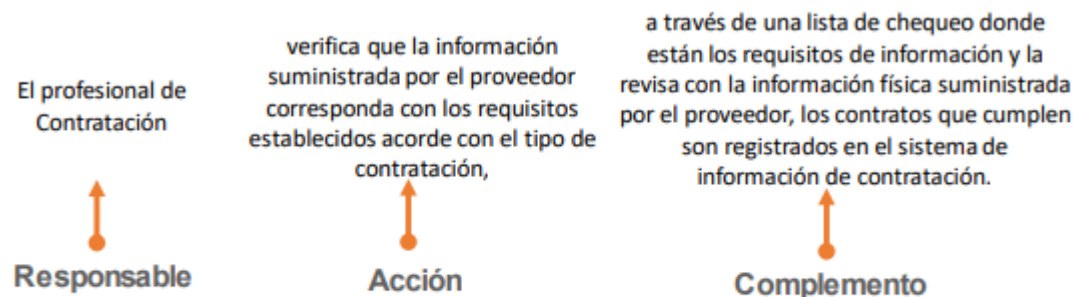 El profesional de
Contratación
Responsable
verifica que la información
suministrada por el proveedor
corresponda con los requisitos
establecidos acorde con el tipo de
contratación,
Acción
a través de una lista de chequeo donde
están los requisitos de información y la
revisa con la información física suministrada
por el proveedor, los contratos que cumplen
son registrados en el sistema de
información de contratación.
Complemento